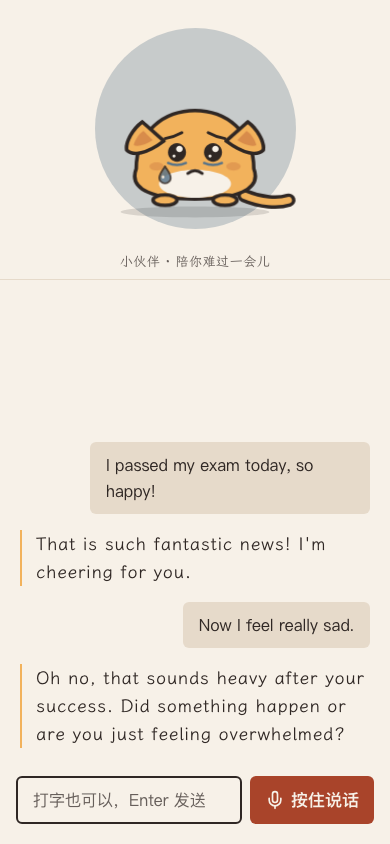 小伙伴·陪你难过一会儿
I passed my exam today, so
happy!
That is such fantastic news! I'm
cheering for you.
Now I feel really sad.
Oh no, that sounds heavy after your
success. Did something happen or
are you just feeling overwhelmed?
打字也可以，Enter 发送
按住说话